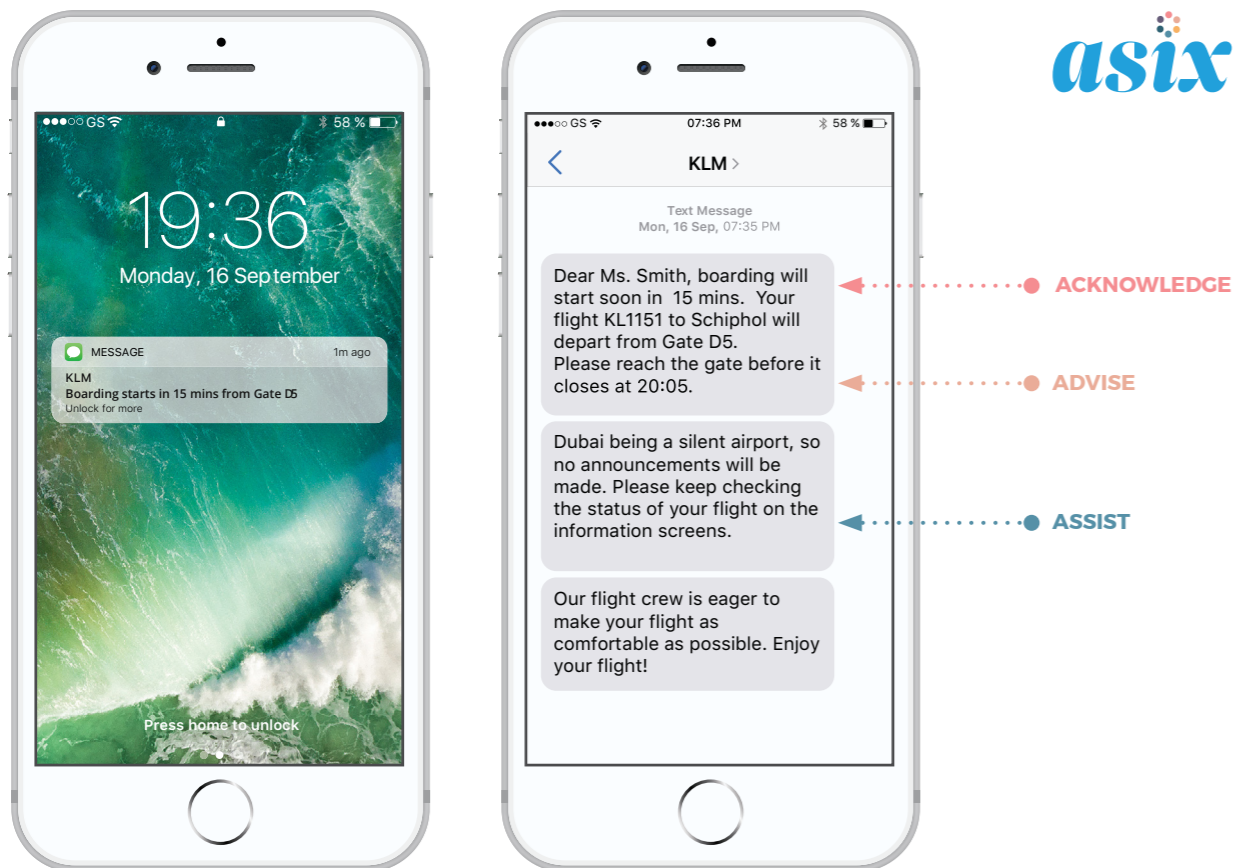 GS
58 %
19:36
Monday, 16 September
MESSAGE
1m ago
KLM
Boarding starts in 15 mins from Gate D5
Unlock for more
Press home to unlock
GS
07:36 PM
58 %
KLM >
Text Message
Mon, 16 Sep, 07:35 PM
Dear Ms. Smith, boarding will
start soon in 15 mins. Your
flight KL1151 to Schiphol will
depart from Gate D5.
Please reach the gate before it
closes at 20:05.
Dubai being a silent airport, so
no announcements will be
made. Please keep checking
the status of your flight on the
information screens.
Our flight crew is eager to
make your flight as
comfortable as possible. Enjoy
your flight!
asix
ACKNOWLEDGE
ADVISE
ASSIST